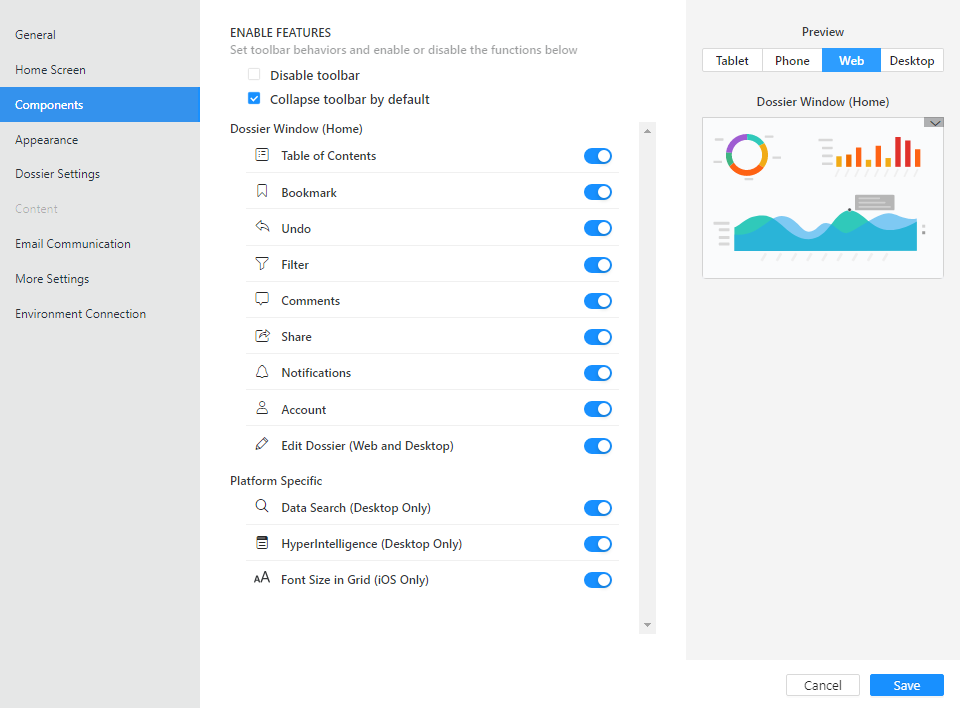 General
Home Screen
Components
Appearance
Dossier Settings
Content
Email Communication
More Settings
Environment Connection
ENABLE FEATURES
Set toolbar behaviors and enable or disable the functions below
Disable toolbar
Collapse toolbar by default
Dossier Window (Home)
Table of Contents
Bookmark
Undo
Filter
Comments
Share
Notifications
Account
Edit Dossier (Web and Desktop)
Platform Specific
Data Search (Desktop Only)
HyperIntelligence (Desktop Only)
AA Font Size in Grid (iOS Only)
Preview
Tablet Phone Web Desktop
Dossier Window (Home)
Cancel Save